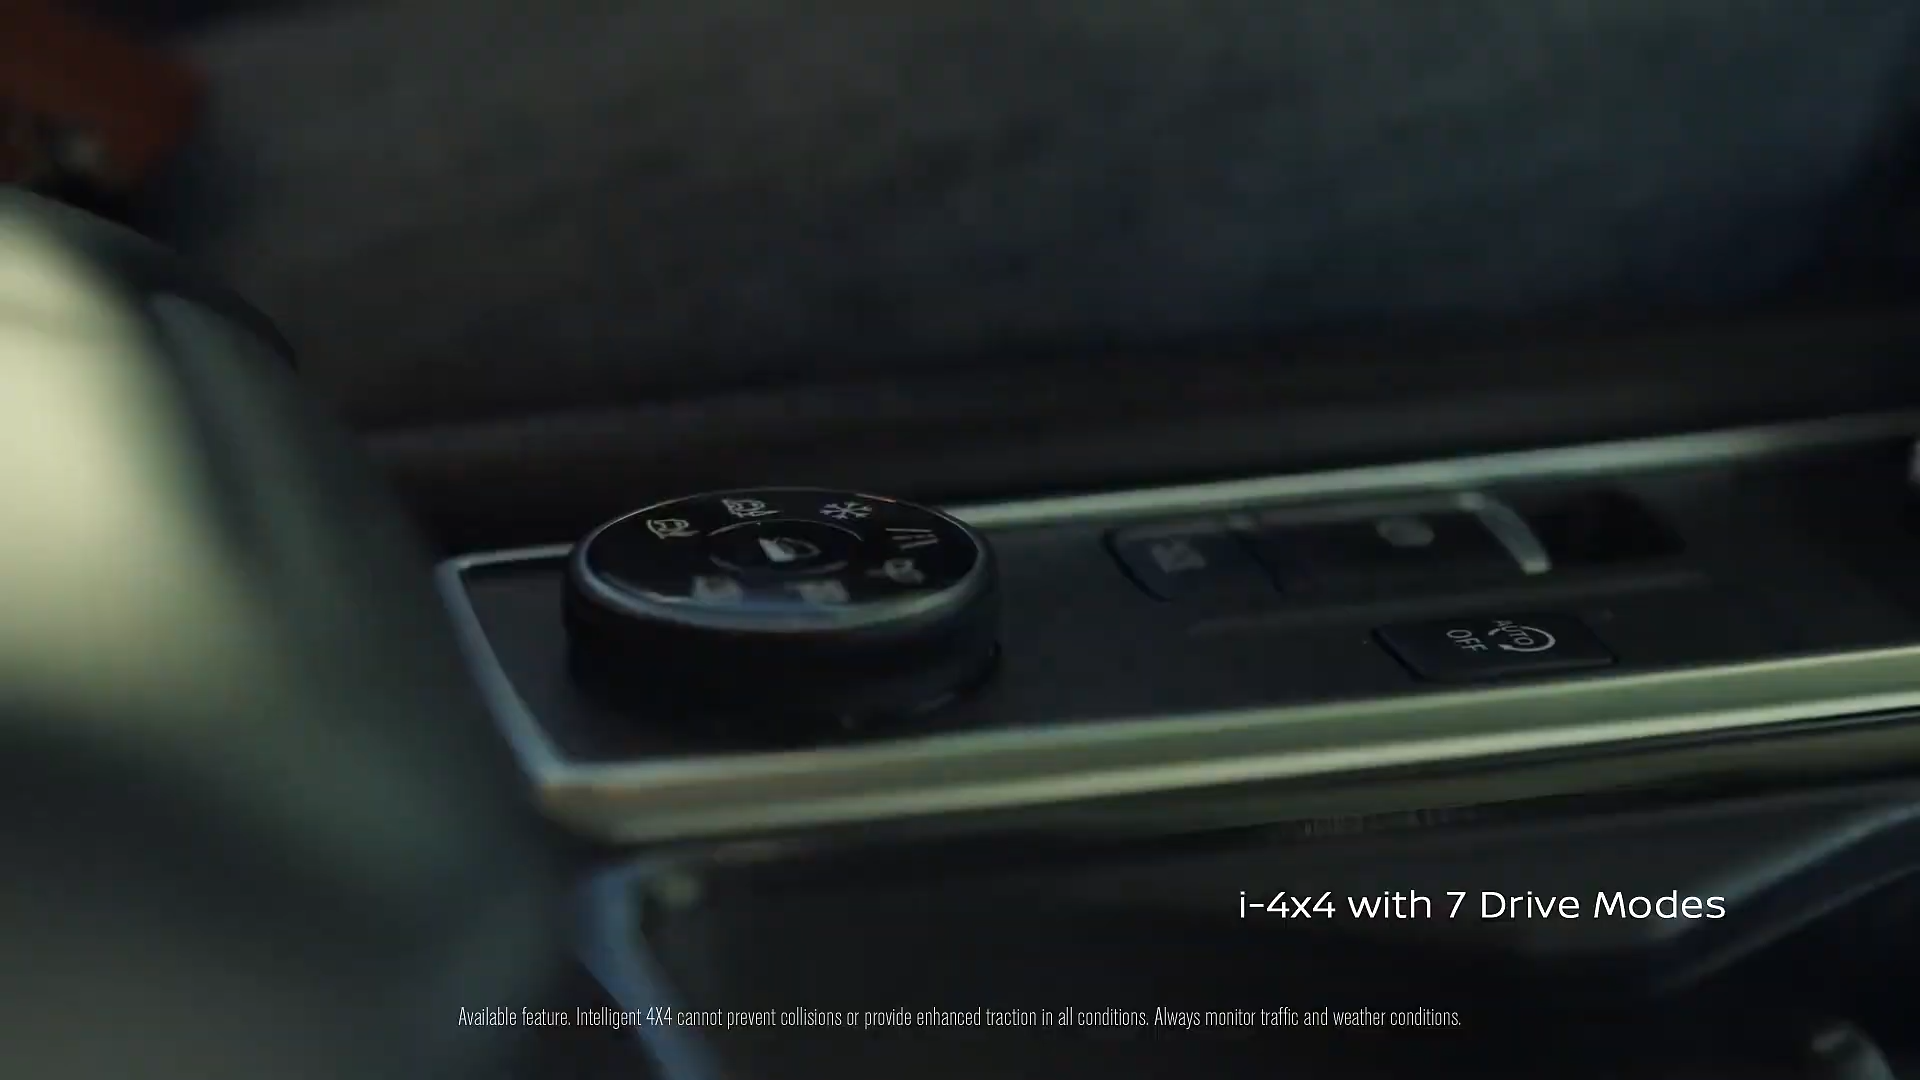 AUTO
OFF
i-4x4 with 7 Drive Modes
Available feature. Intelligent 4X4 cannot prevent collisions or provide enhanced traction in all conditions. Always monitor traffic and weather conditions.